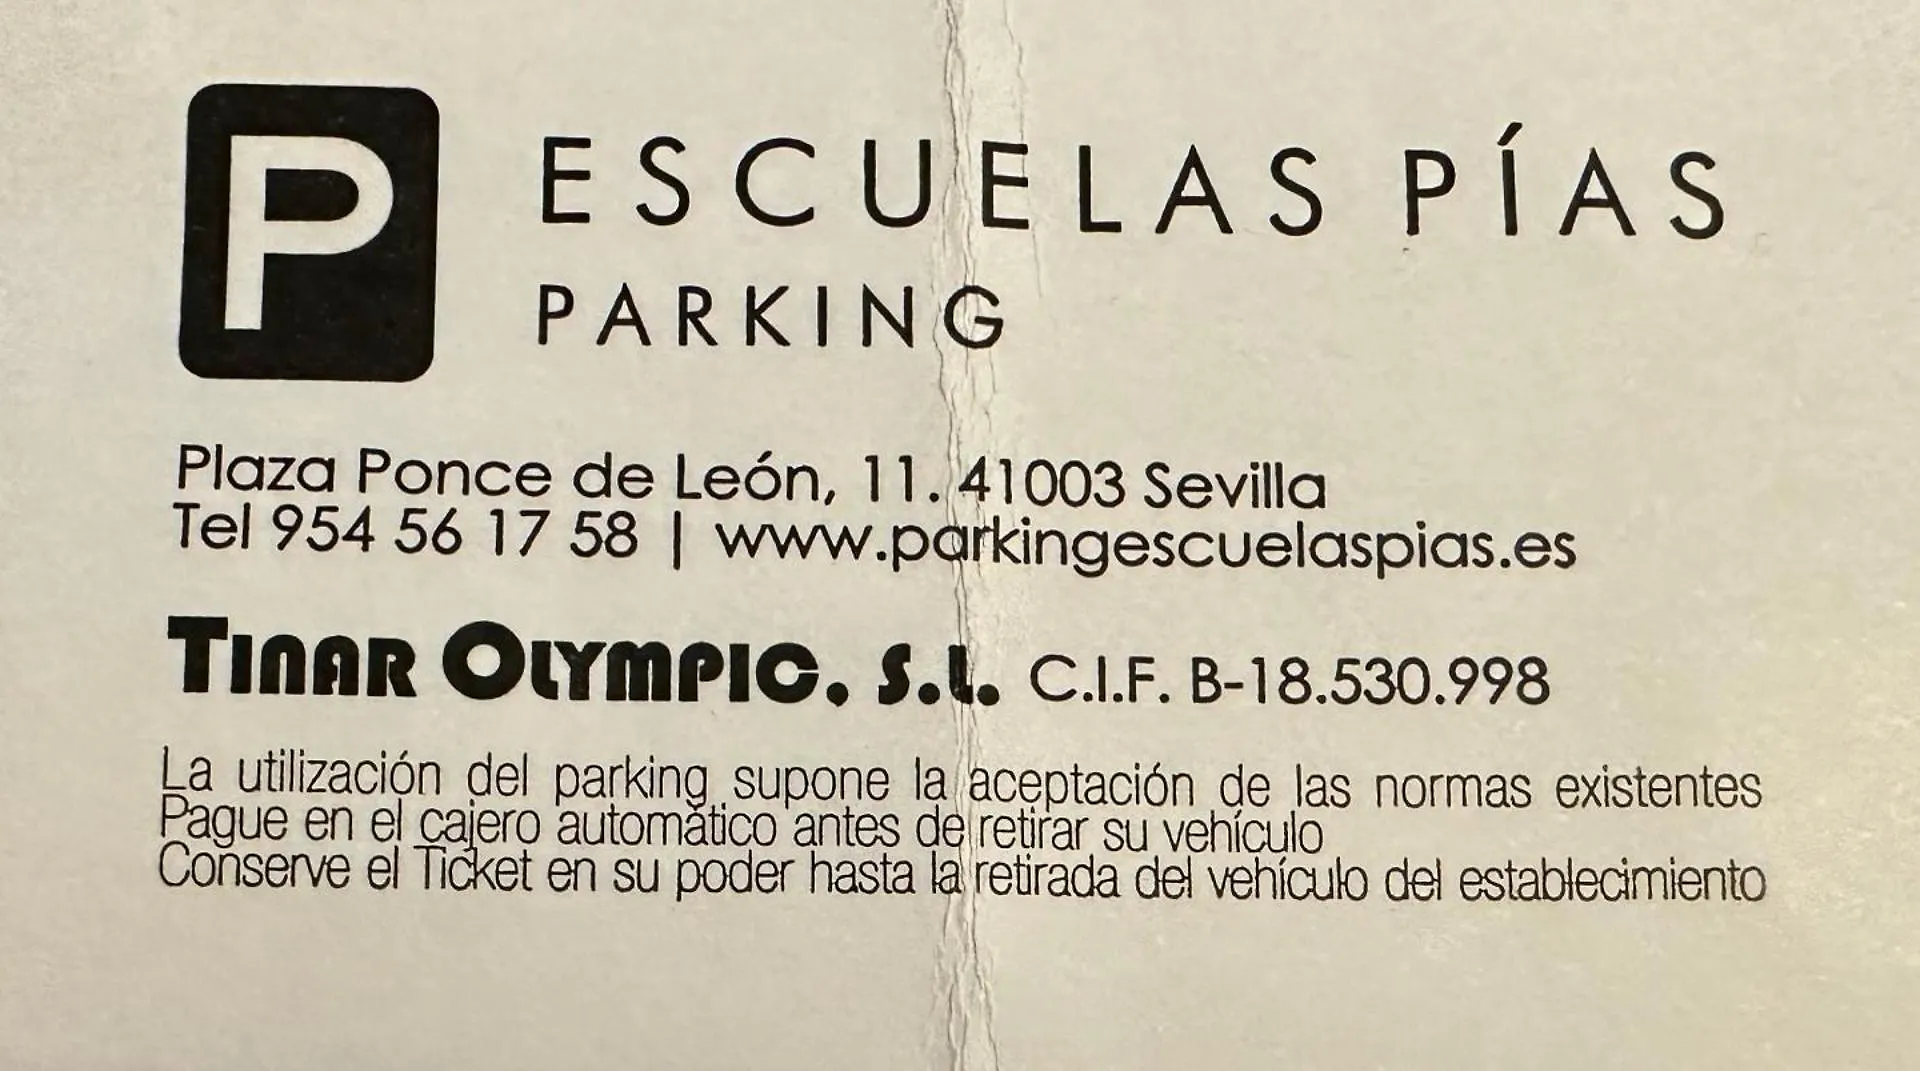 P
ESCUELAS PÍAS
PARKING
Plaza Ponce de León, 11. 41003 Sevilla
Tel 954 56 17 58 | www.parkingescuelaspias.es
TINAR OLYMPIC, S.L. C.I.F. B-18.530.998
La utilización del parking supone la aceptación de las normas existentes
Pague en el cajero automático antes de retirar su vehículo
Conserve el Ticket en su poder hasta la retirada del vehículo del establecimiento